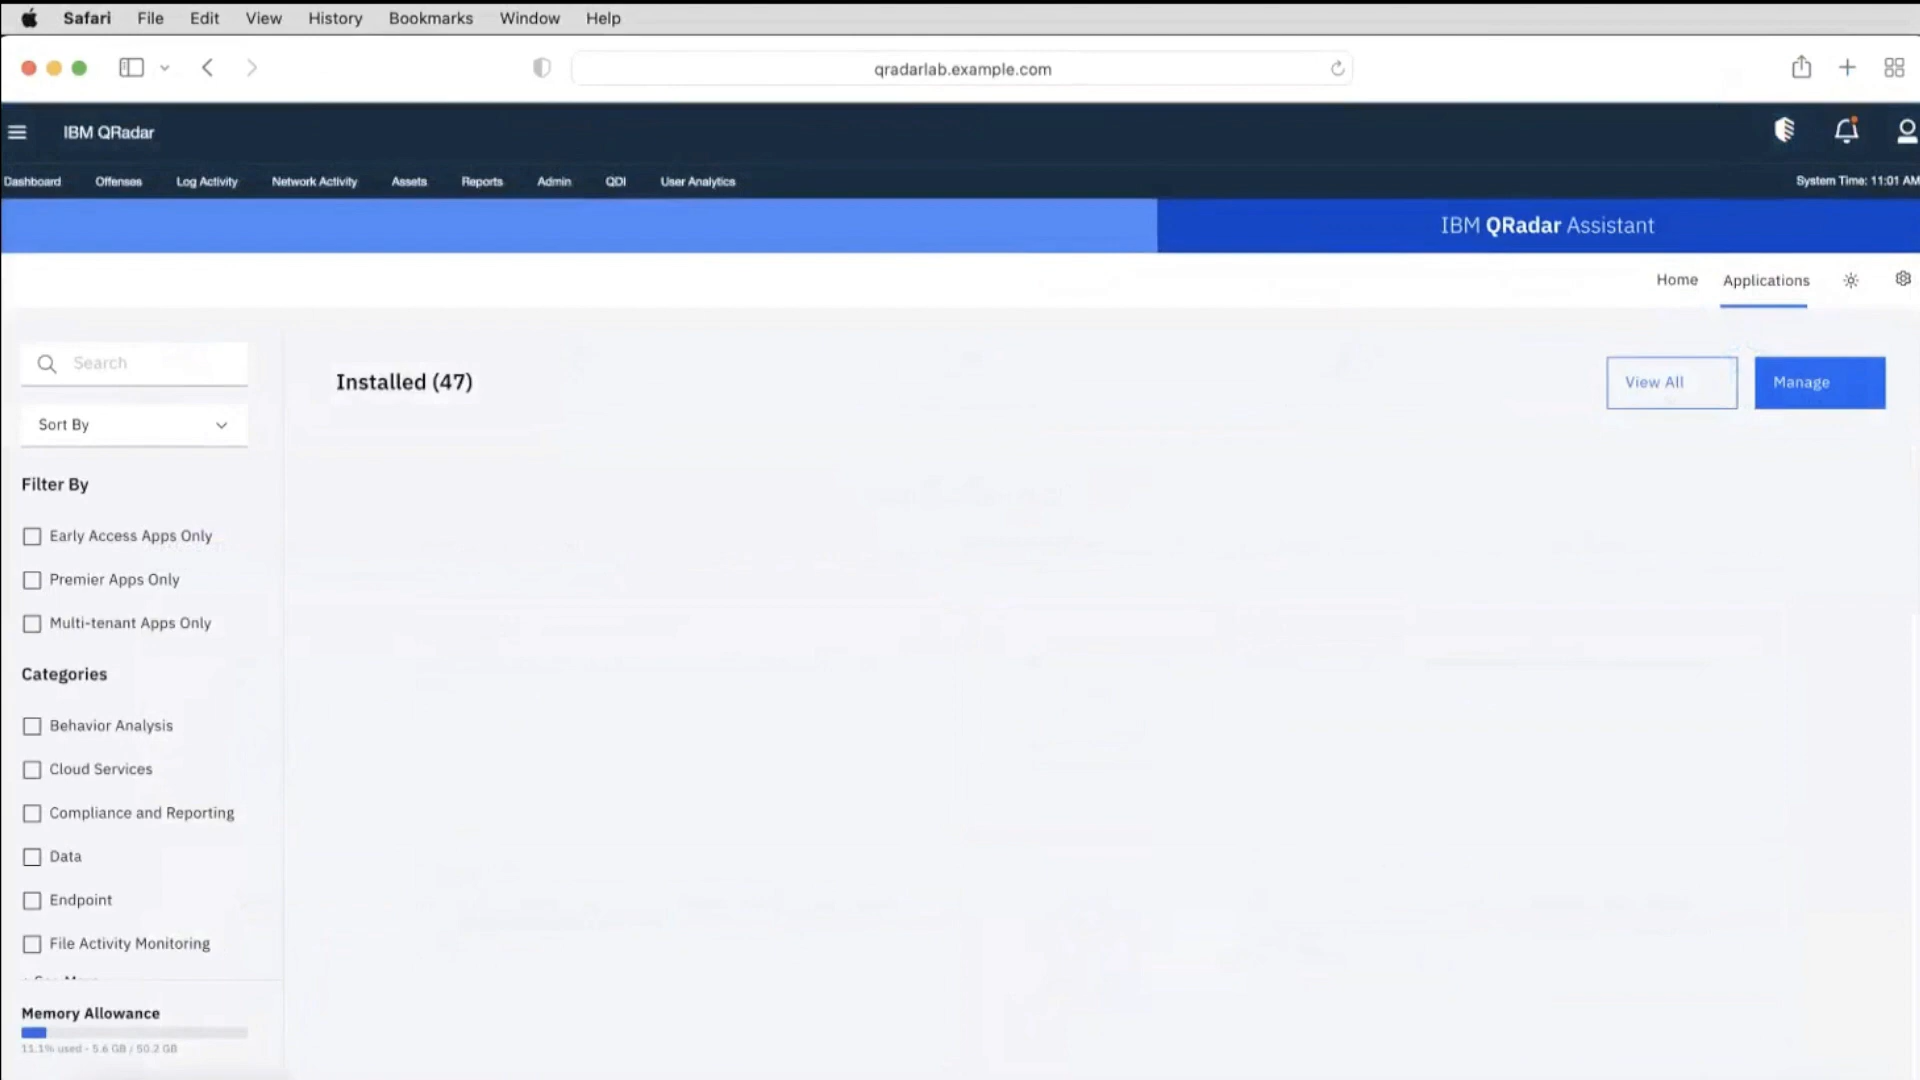 Safari File Edit View History Bookmarks Window Help
qradarlab.example.com
IBM QRadar
Dashboard Offenses Log Activity Network Activity Assets Reports Admin QDI User Analytics System Time: 11:01 AM
IBM QRadar Assistant
Home Applications
Search
Installed (47)
View All Manage
Sort By
Filter By
Early Access Apps Only
Premier Apps Only
Multi-tenant Apps Only
Categories
Behavior Analysis
Cloud Services
Compliance and Reporting
Data
Endpoint
File Activity Monitoring
Memory Allowance
11.1% used - 5.6 GB / 50.2 GB